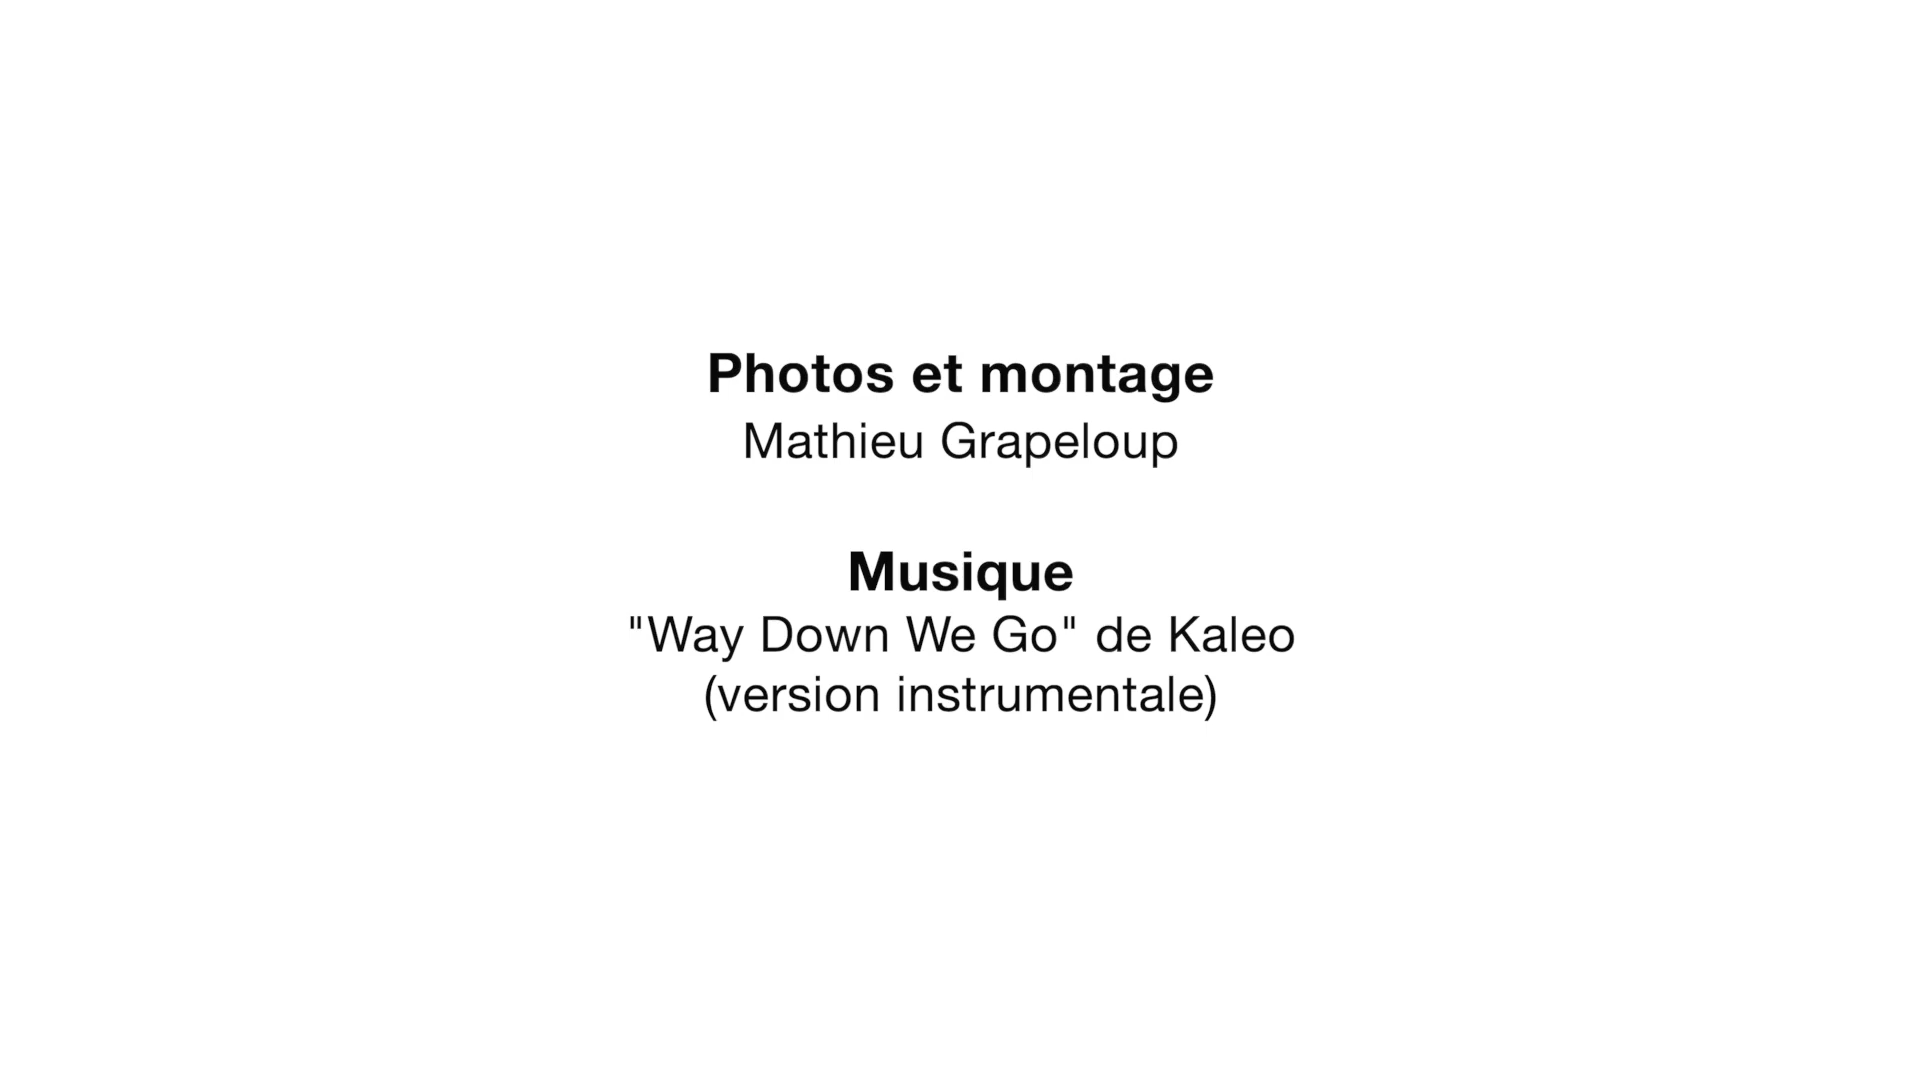 Photos et montage
Mathieu Grapeloup
Musique
"Way Down We Go" de Kaleo
(version instrumentale)